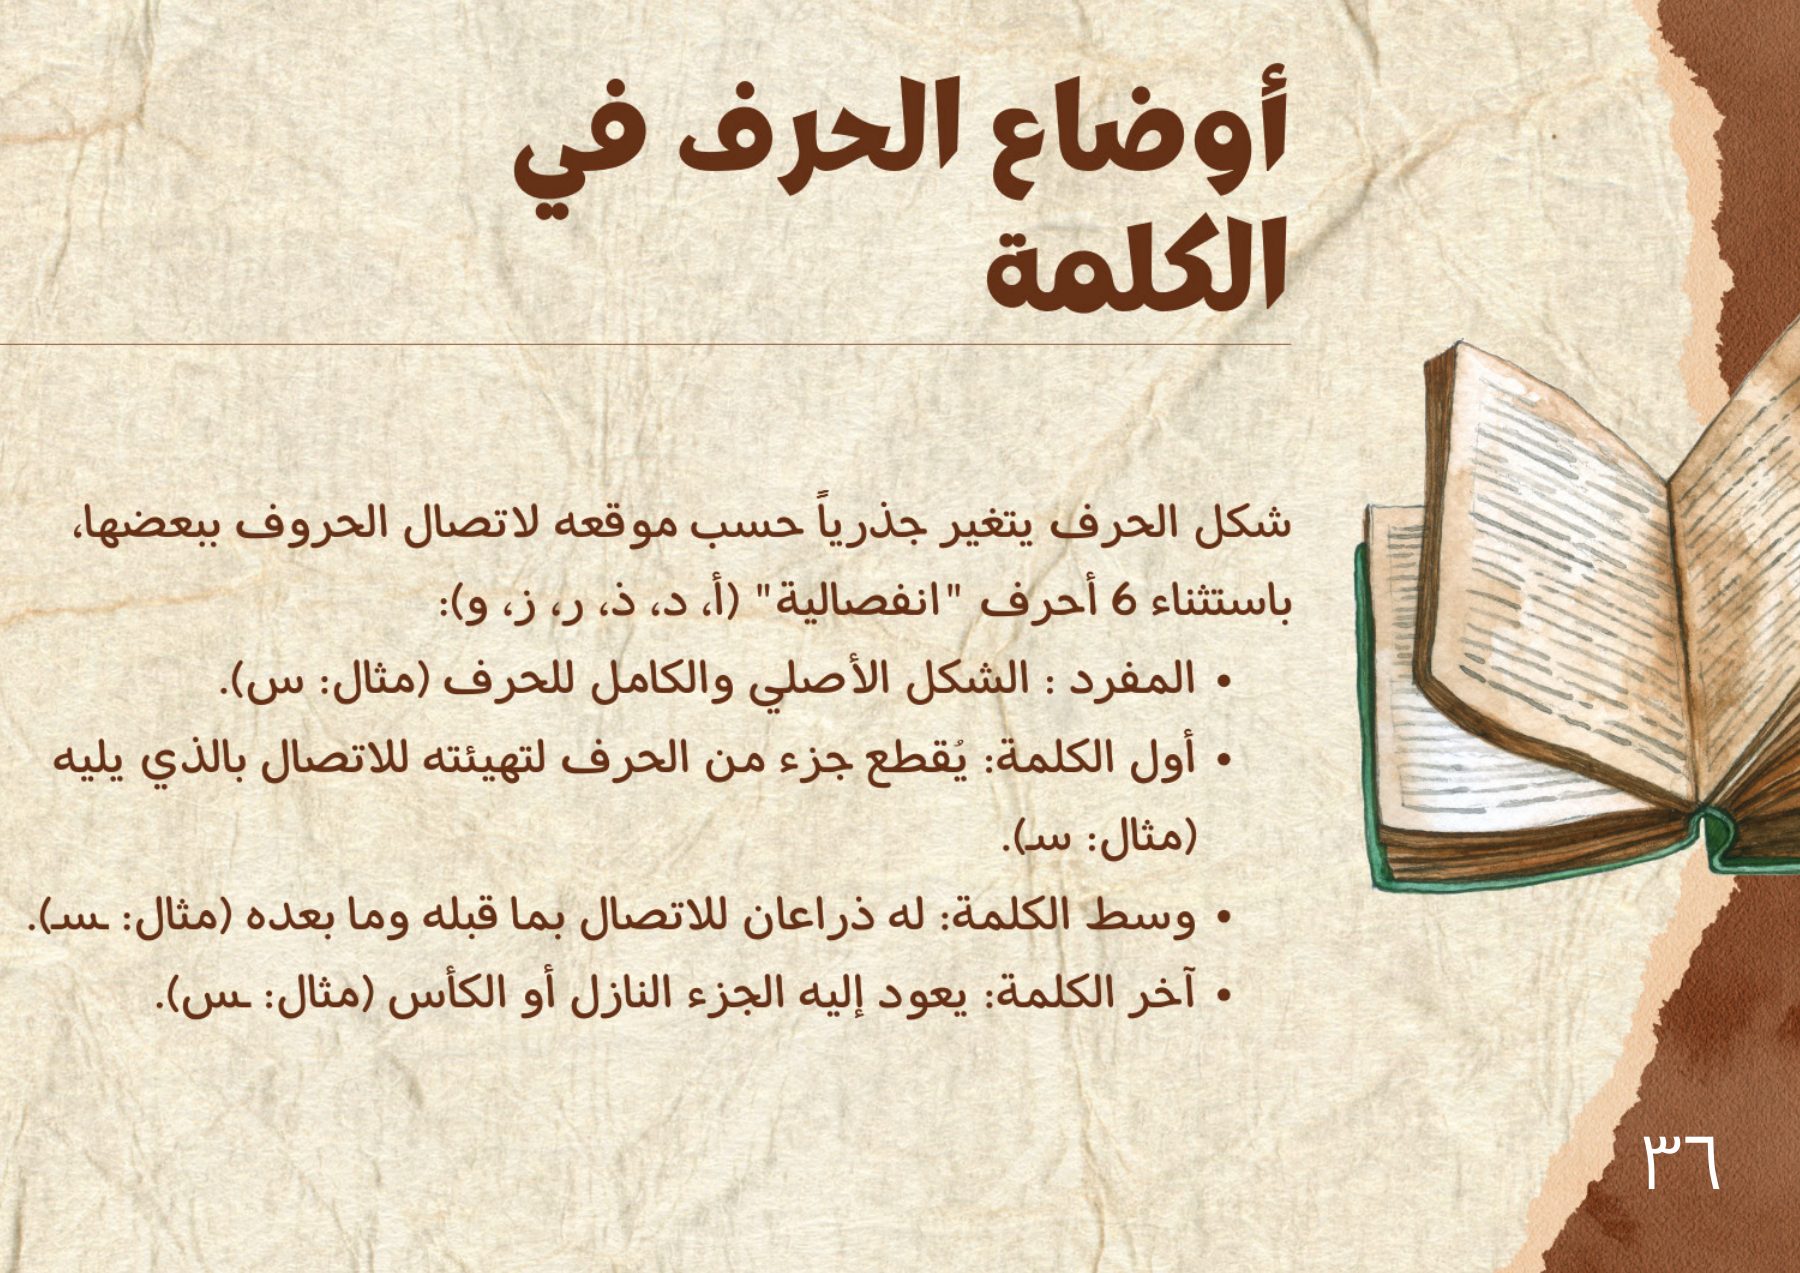 أوضاع الحرف في
الكلمة
شكل الحرف يتغير جذرياً حسب موقعه لاتصال الحروف ببعضها،
باستثناء 6 أحرف "انفصالية" (أ، د، ذ، ر، ز، و):
• المفرد : الشكل الأصلي والكامل للحرف (مثال: س).
• أول الكلمة: يُقطع جزء من الحرف لتهيئته للاتصال بالذي يليه
(مثال: سـ).
• وسط الكلمة: له ذراعان للاتصال بما قبله وما بعده (مثال: ـسـ).
• آخر الكلمة: يعود إليه الجزء النازل أو الكأس (مثال: ـس).
٣٦